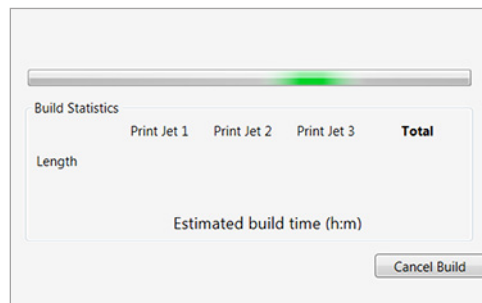 Build Statistics
Print Jet 1 Print Jet 2 Print Jet 3 Total
Length
Estimated build time (h:m)
Cancel Build